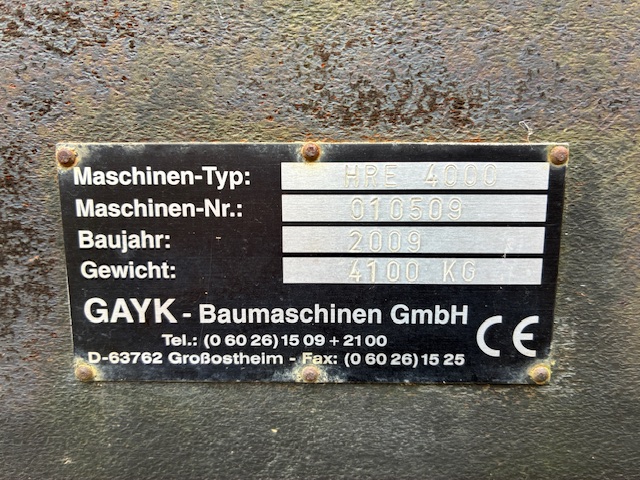 Maschinen-Typ: HRE 4000
Maschinen-Nr.: 010509
Baujahr: 2009
Gewicht: 4100 KG
GAYK - Baumaschinen GmbH
Tel.: (0 60 26) 15 09 + 21 00
D-63762 Großostheim - Fax: (0 60 26) 15 25
CE